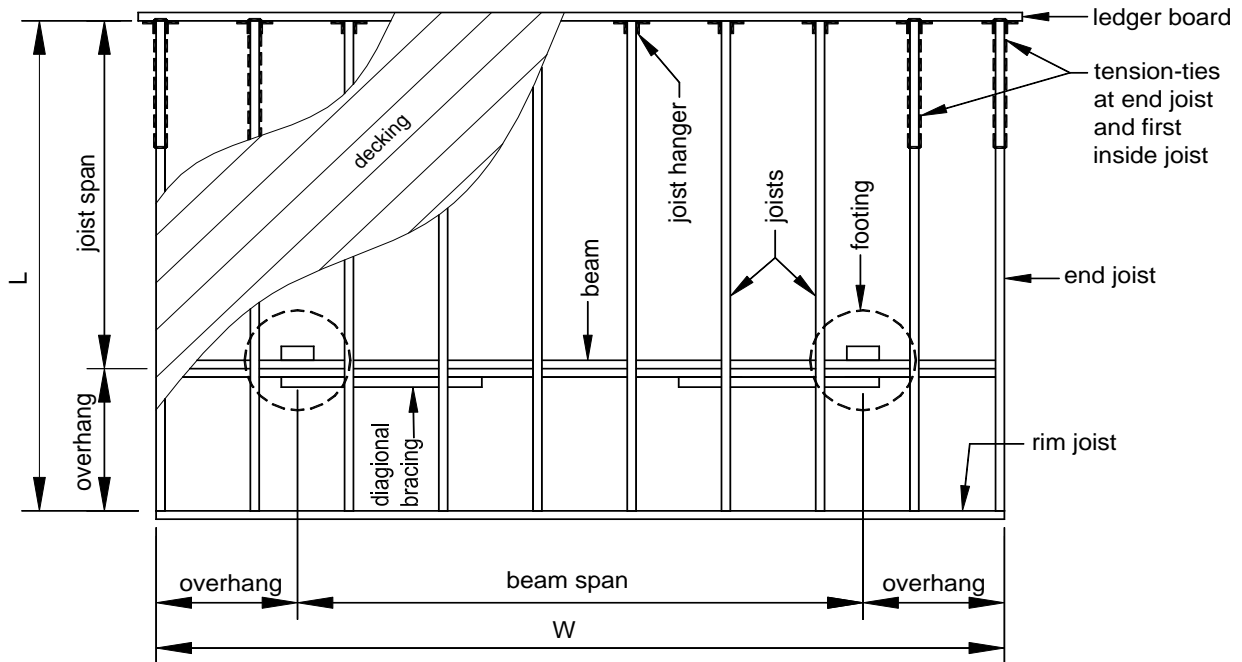 ledger board
tension-ties
at end joist
and first
inside joist
decking
joist hanger
joists
footing
joist span
L
beam
end joist
overhang
diagional
bracing
rim joist
overhang
beam span
overhang
W